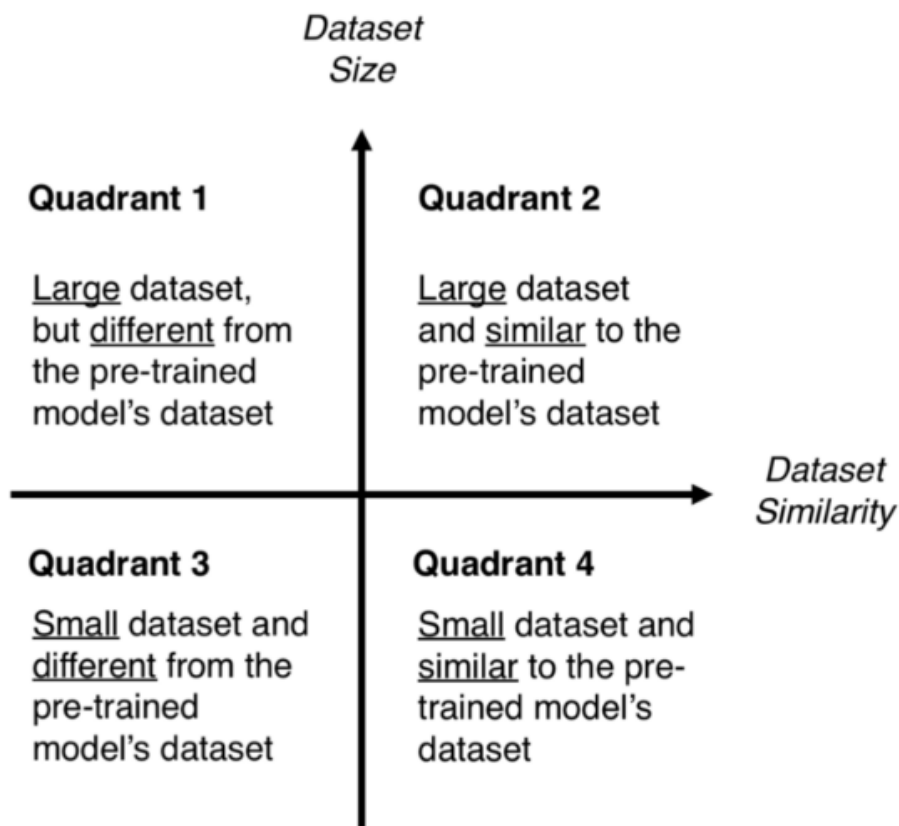 Dataset
Size
Quadrant 1
Large dataset,
but different from
the pre-trained
model's dataset
Quadrant 2
Large dataset
and similar to the
pre-trained
model's dataset
Dataset
Similarity
Quadrant 3
Small dataset and
different from the
pre-trained
model's dataset
Quadrant 4
Small dataset and
similar to the pre-
trained model's
dataset